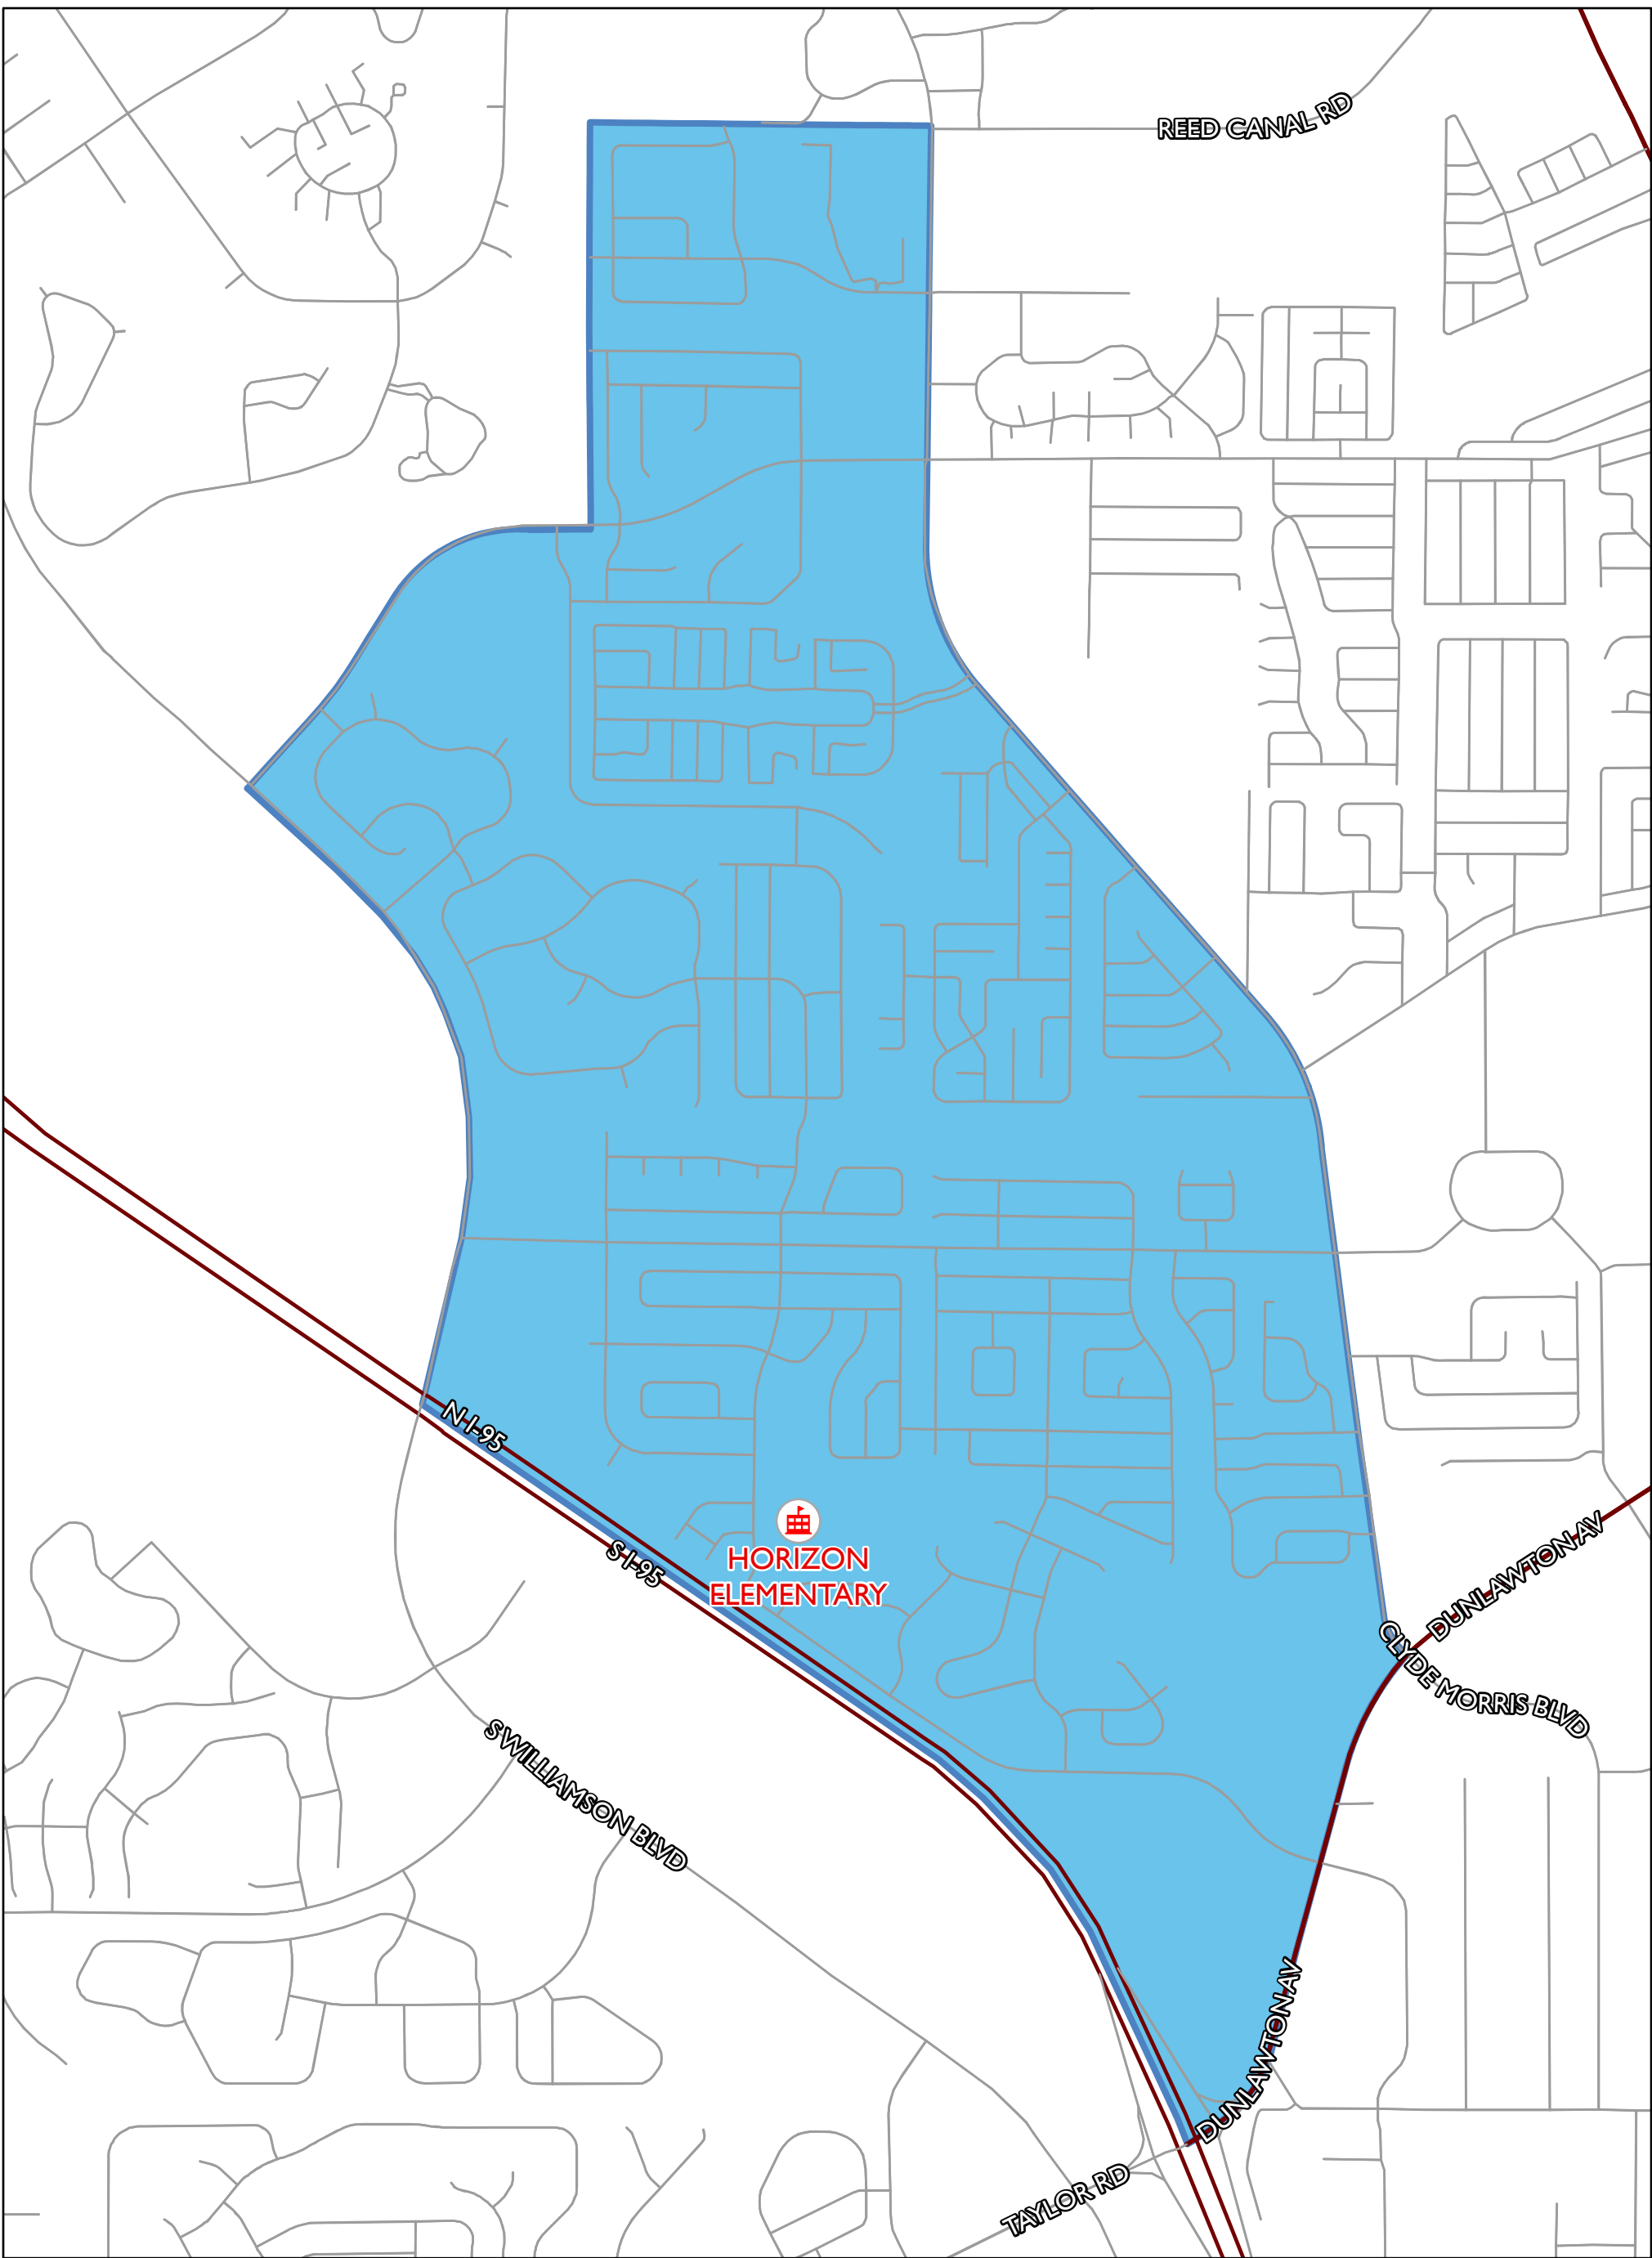 REED CANAL RD
N I-95
S I-95
HORIZON
ELEMENTARY
DUNLAWTON AV
CLYDE MORRIS BLVD
S WILLIAMSON BLVD
DUNLAWTON AV
TAYLOR RD